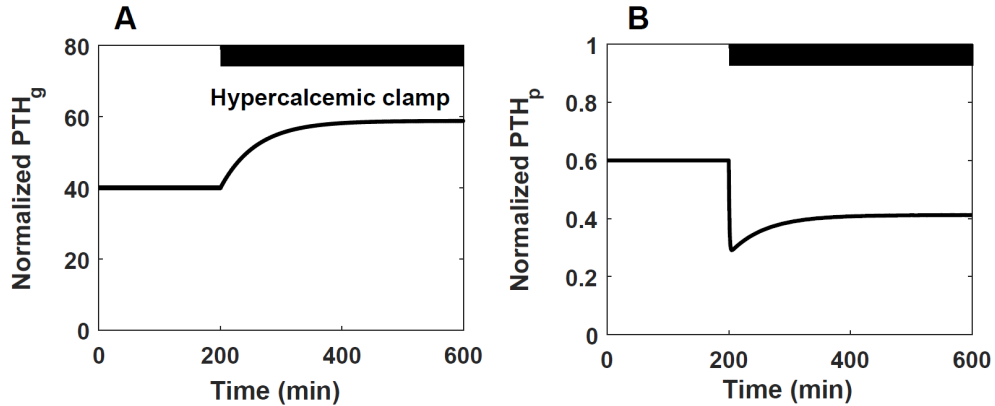 A
Normalized PTHg
80
60
40
20
0
Hypercalcemic clamp
0
200
400
600
Time (min)
B
Normalized PTHp
1
0.8
0.6
0.4
0.2
0
0
200
400
600
Time (min)